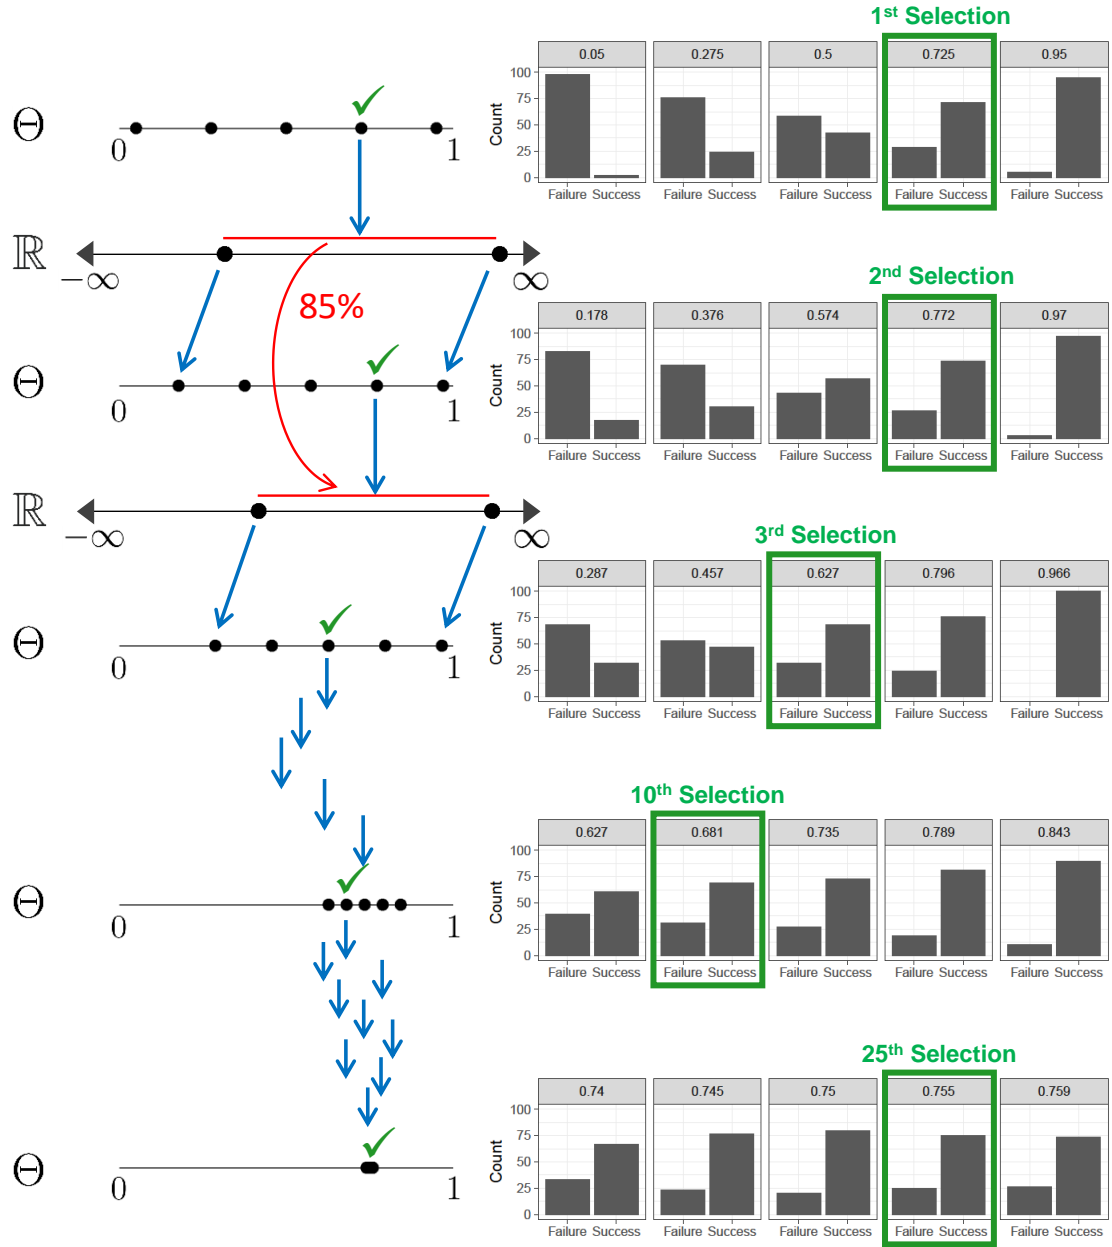 1st Selection
0.05 0.275 0.5 0.725 0.95
Count
100
75
50
25
0
Failure Success Failure Success Failure Success Failure Success Failure Success
Θ
0 1
ℝ
−∞ ∞
85%
2nd Selection
0.178 0.376 0.574 0.772 0.97
Count
100
75
50
25
0
Failure Success Failure Success Failure Success Failure Success Failure Success
Θ
0 1
ℝ
−∞ ∞
3rd Selection
0.287 0.457 0.627 0.796 0.966
Count
100
75
50
25
0
Failure Success Failure Success Failure Success Failure Success Failure Success
Θ
0 1
10th Selection
0.627 0.681 0.735 0.789 0.843
Count
100
75
50
25
0
Failure Success Failure Success Failure Success Failure Success Failure Success
Θ
0 1
25th Selection
0.74 0.745 0.75 0.755 0.759
Count
100
75
50
25
0
Failure Success Failure Success Failure Success Failure Success Failure Success
Θ
0 1